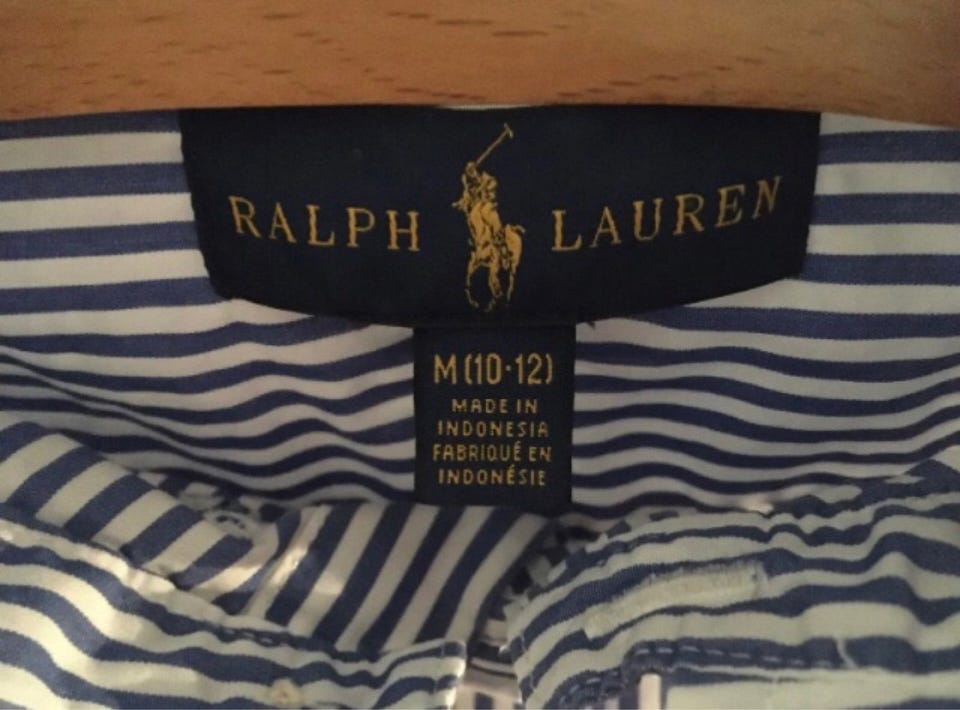 RALPH LAUREN
M (10·12)
MADE IN
INDONESIA
FABRIQUÉ EN
INDONÉSIE